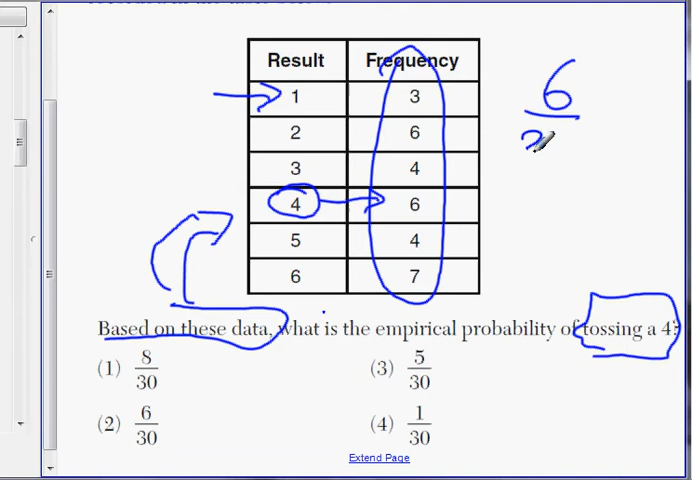 Result Frequency
1 3
2 6
3 4
4 6
5 4
6 7
6
Based on these data, what is the empirical probability of tossing a 4?
(1) 8/30 (3) 5/30
(2) 6/30 (4) 1/30
Extend Page